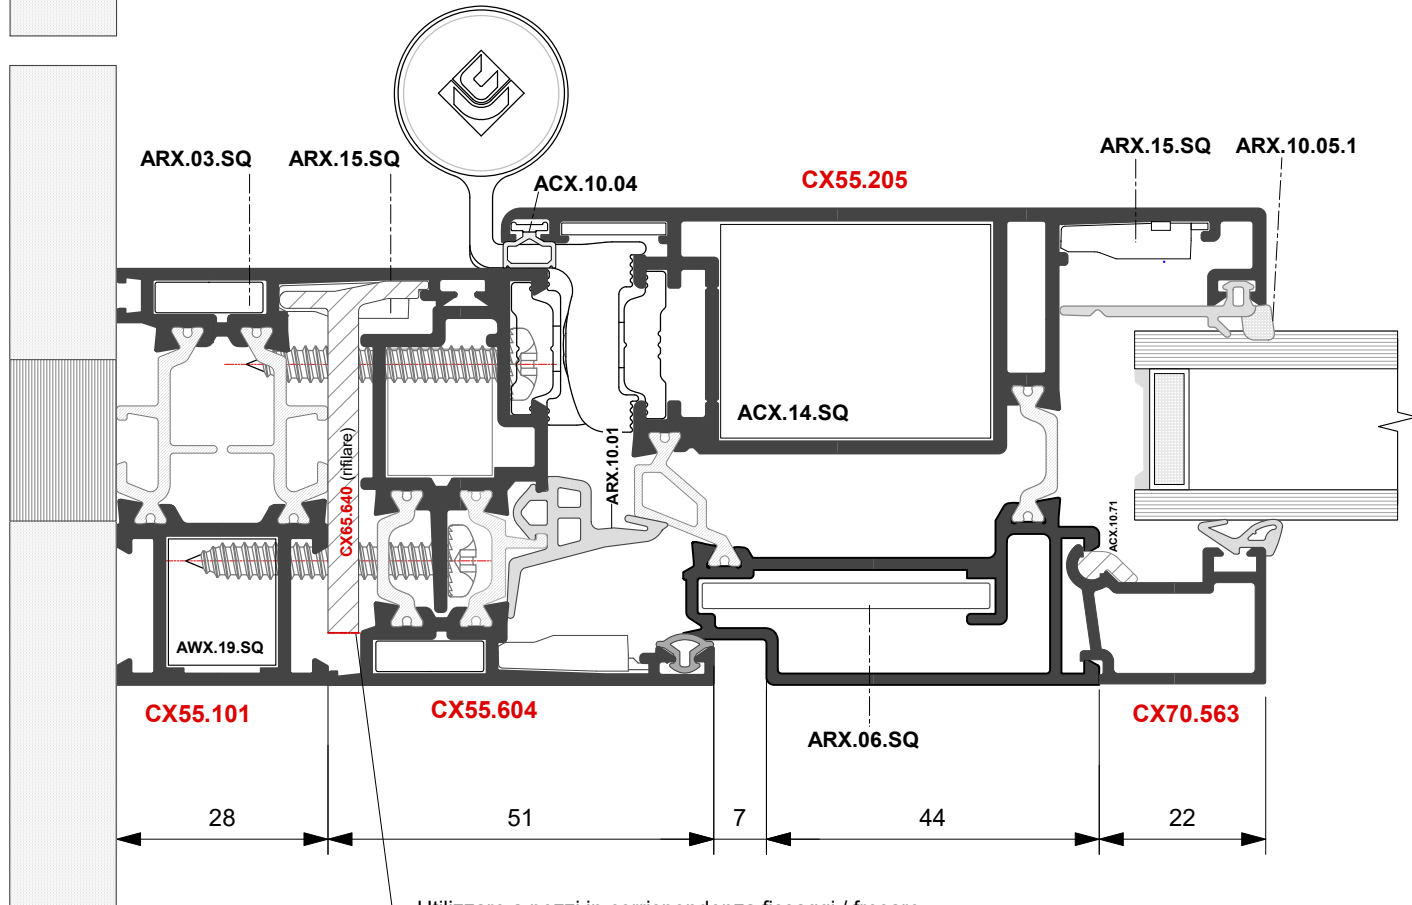 ARX.03.SQ
ARX.15.SQ
ACX.10.04
CX55.205
ARX.15.SQ
ARX.10.05.1
ACX.14.SQ
ARX.10.01
CX65.640 (rifilare)
ACX.10.71
AWX.19.SQ
CX55.101
CX55.604
ARX.06.SQ
CX70.563
28
51
7
44
22